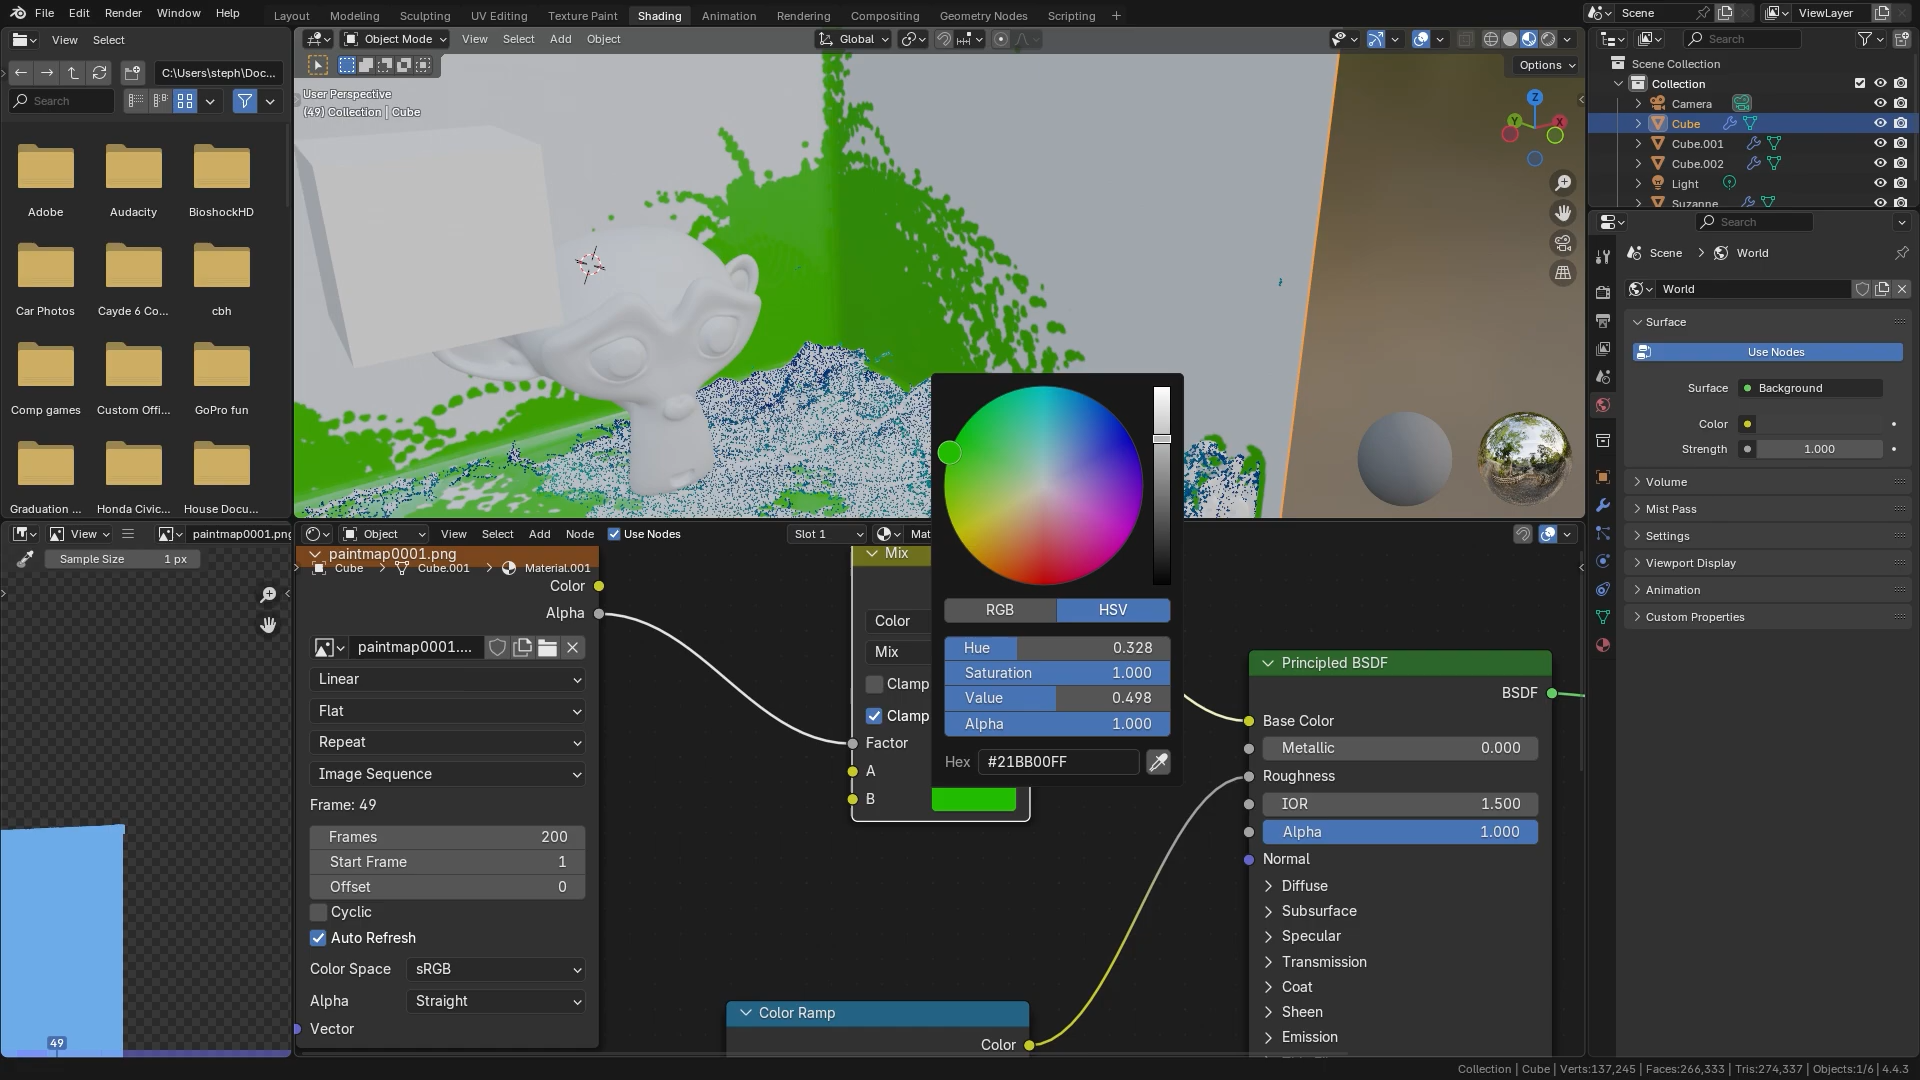 File Edit Render Window Help Layout Modeling Sculpting UV Editing Texture Paint Shading Animation Rendering Compositing Geometry Nodes Scripting + Scene ViewLayer
View Select
C:\Users\steph\Doc...
Search
Adobe Audacity BioshockHD
Car Photos Cayde 6 Co... cbh
Comp games Custom Offi... GoPro fun
Graduation ... Honda Civic... House Docu...
Object Mode View Select Add Object Global
Options
User Perspective
(49) Collection | Cube
Z
Y X
Search
Scene Collection
Collection
Camera
Cube
Cube.001
Cube.002
Light
Suzanne
Search
Scene > World
World
Surface
Use Nodes
Surface Background
Color
Strength 1.000
Volume
Mist Pass
Settings
Viewport Display
Animation
Custom Properties
View paintmap0001.png
Sample Size 1 px
49
Object View Select Add Node Use Nodes Slot 1 Mat
paintmap0001.png
Cube > Cube.001 > Material.001
Color
Alpha
paintmap0001....
Linear
Flat
Repeat
Image Sequence
Frame: 49
Frames 200
Start Frame 1
Offset 0
Cyclic
Auto Refresh
Color Space sRGB
Alpha Straight
Vector
Mix
Color
Mix
Clamp
Clamp
Factor
A
B
RGB HSV
Hue 0.328
Saturation 1.000
Value 0.498
Alpha 1.000
Hex #21BB00FF
Color Ramp
Color
Principled BSDF
BSDF
Base Color
Metallic 0.000
Roughness
IOR 1.500
Alpha 1.000
Normal
Diffuse
Subsurface
Specular
Transmission
Coat
Sheen
Emission
Collection | Cube | Verts:137,245 | Faces:266,333 | Tris:274,337 | Objects:1/6 | 4.4.3